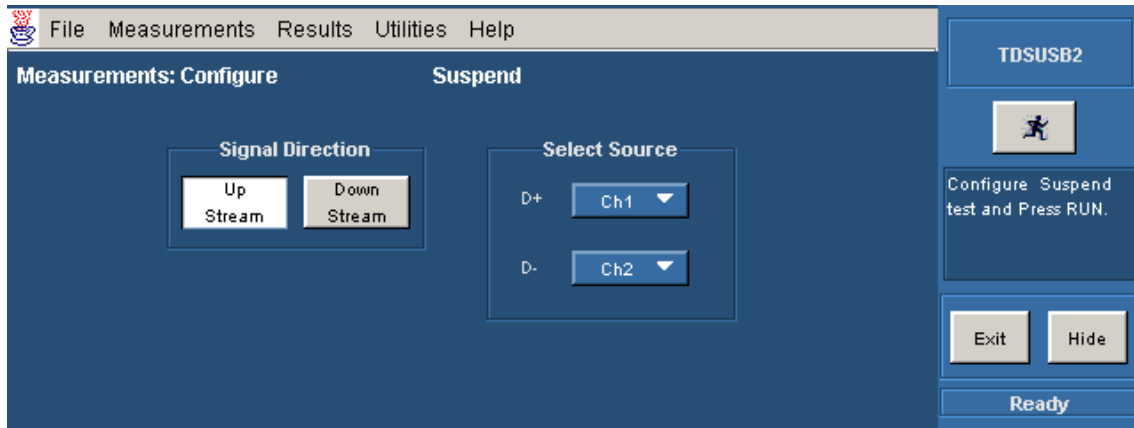 File Measurements Results Utilities Help
Measurements: Configure Suspend
Signal Direction
Up
Stream
Down
Stream
Select Source
D+ Ch1
D- Ch2
TDSUSB2
Configure Suspend
test and Press RUN.
Exit Hide
Ready